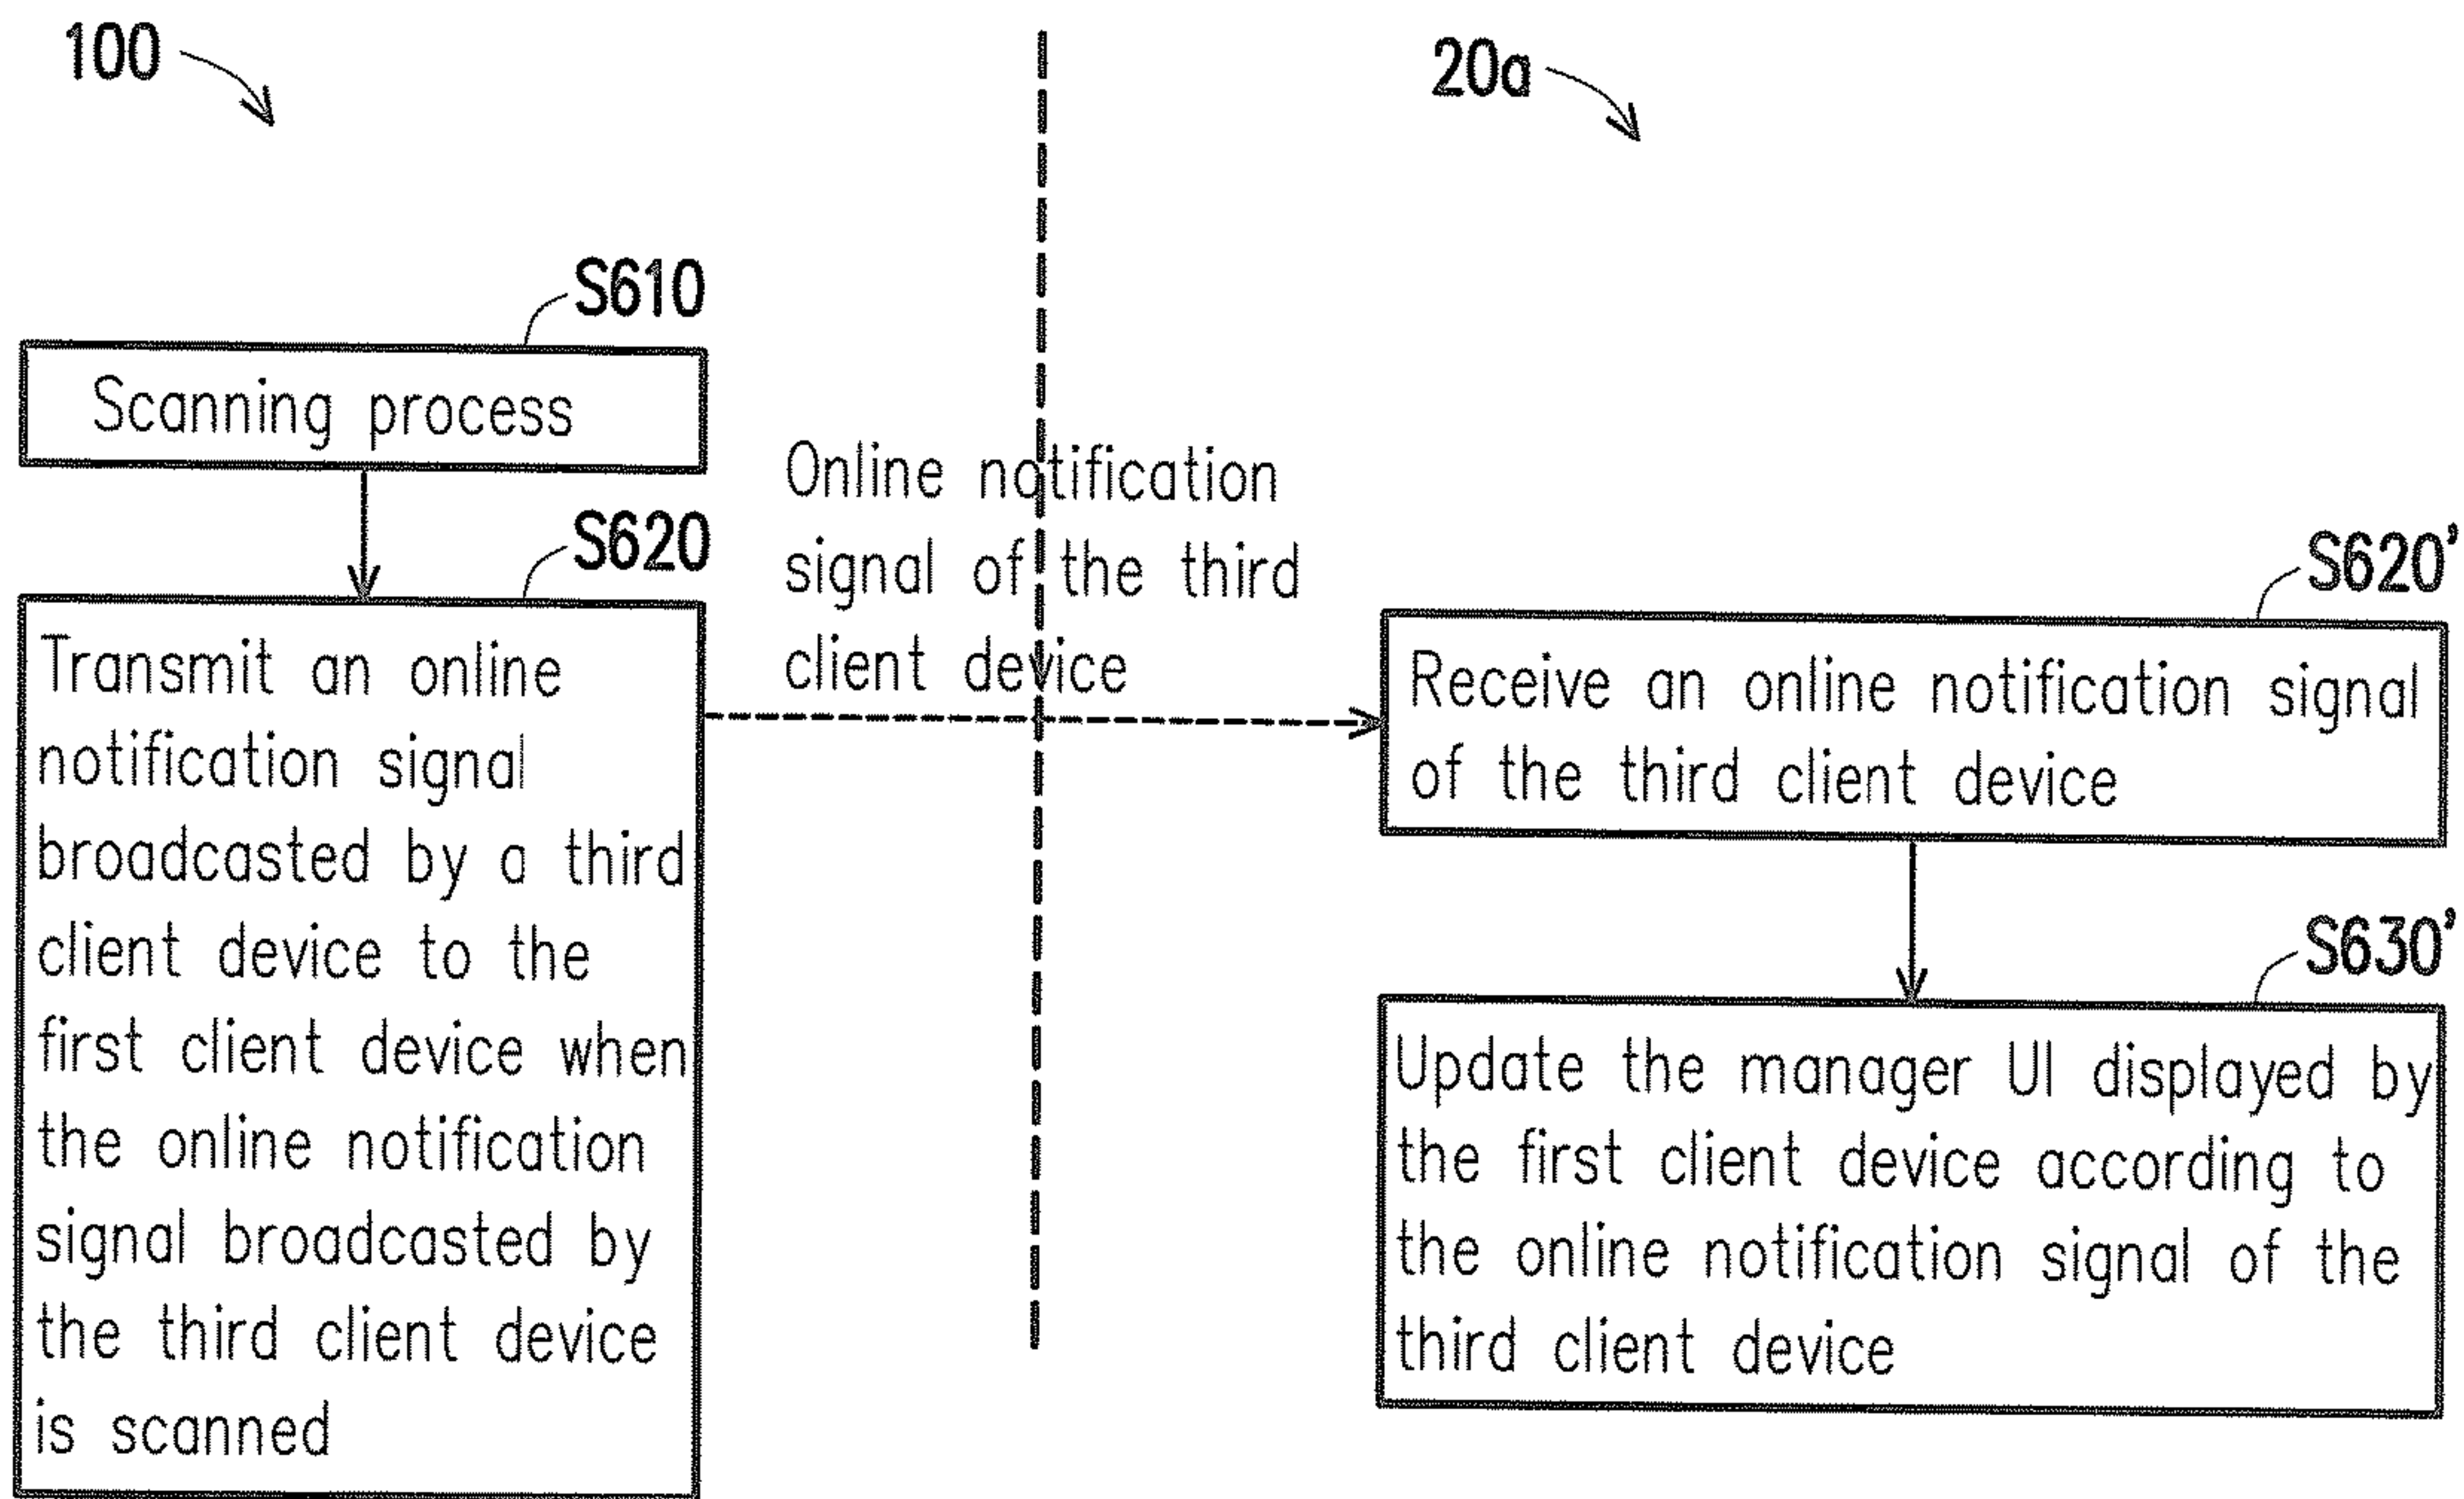 100
20a
S610
Scanning process
S620
Transmit an online
notification signal
broadcasted by a third
client device to the
first client device when
the online notification
signal broadcasted by
the third client device
is scanned
Online notification
signal of the third
client device
S620'
Receive an online notification signal
of the third client device
S630'
Update the manager UI displayed by
the first client device according to
the online notification signal of the
third client device